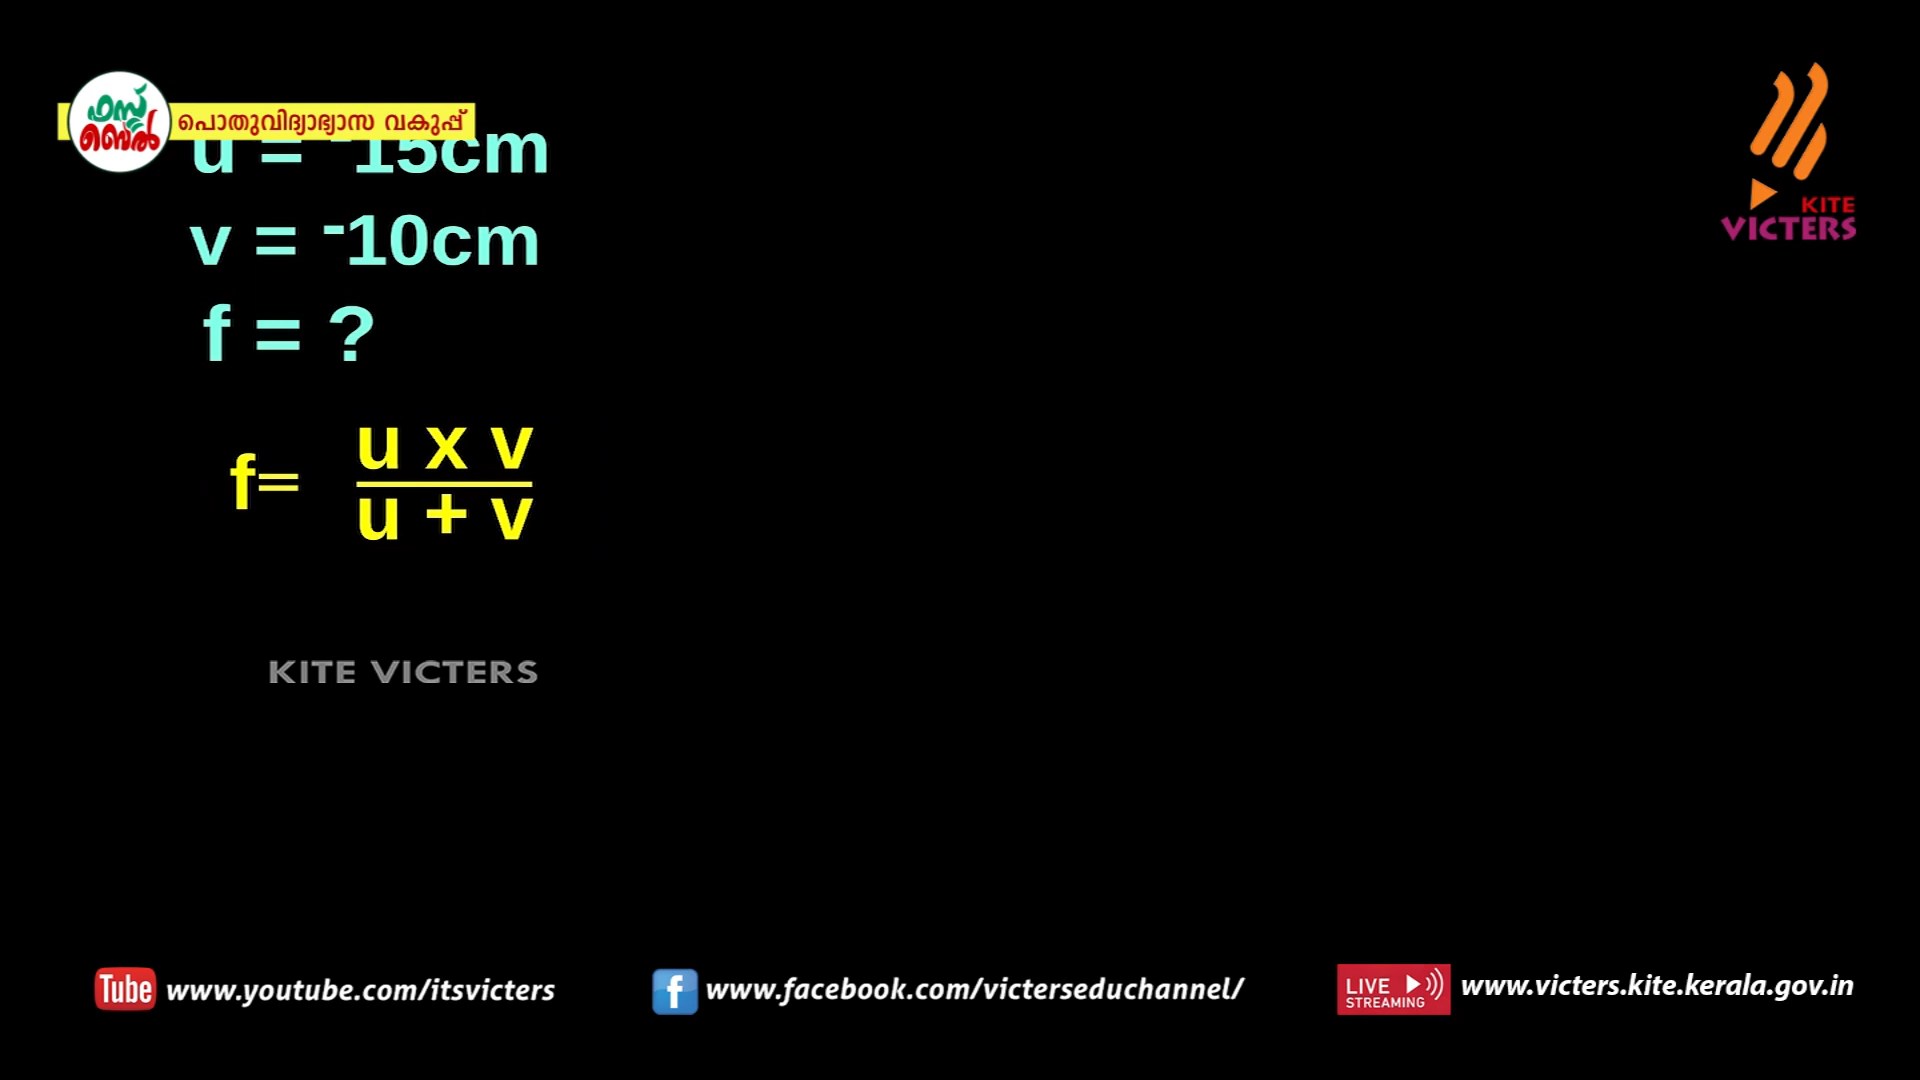 ഫസ്റ്റ്
ബെൽ
പൊതുവിദ്യാഭ്യാസ വകുപ്പ്
u = -15cm
v = -10cm
f = ?
f= u x v
u + v
KITE VICTERS
KITE
VICTERS
Tube www.youtube.com/itsvicters
f www.facebook.com/victerseduchannel/
LIVE
STREAMING
www.victers.kite.kerala.gov.in